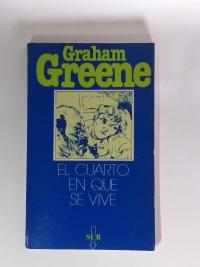 Graham
Greene
EL CUARTO
EN QUE
SE VIVE
SUR